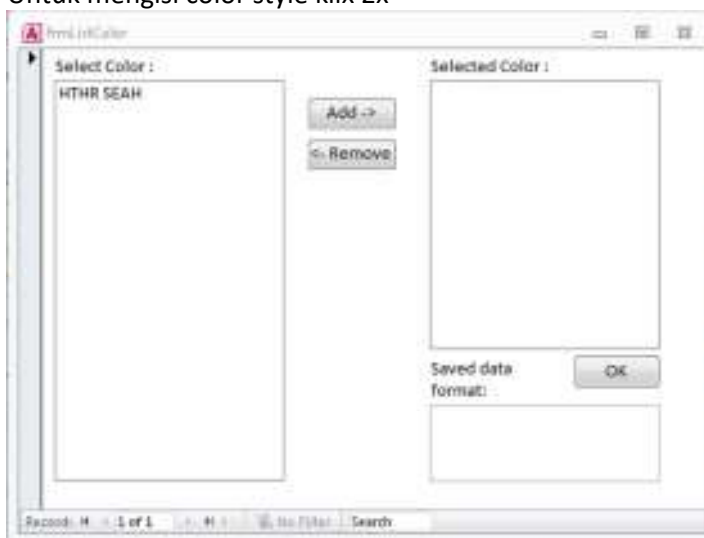 Untuk mengisi color style klix 2x
frmListColor
Select Color :
HTHR SEAH
Add ->
<- Remove
Selected Color :
Saved data
format:
OK
Record: 1 of 1 No Filter Search